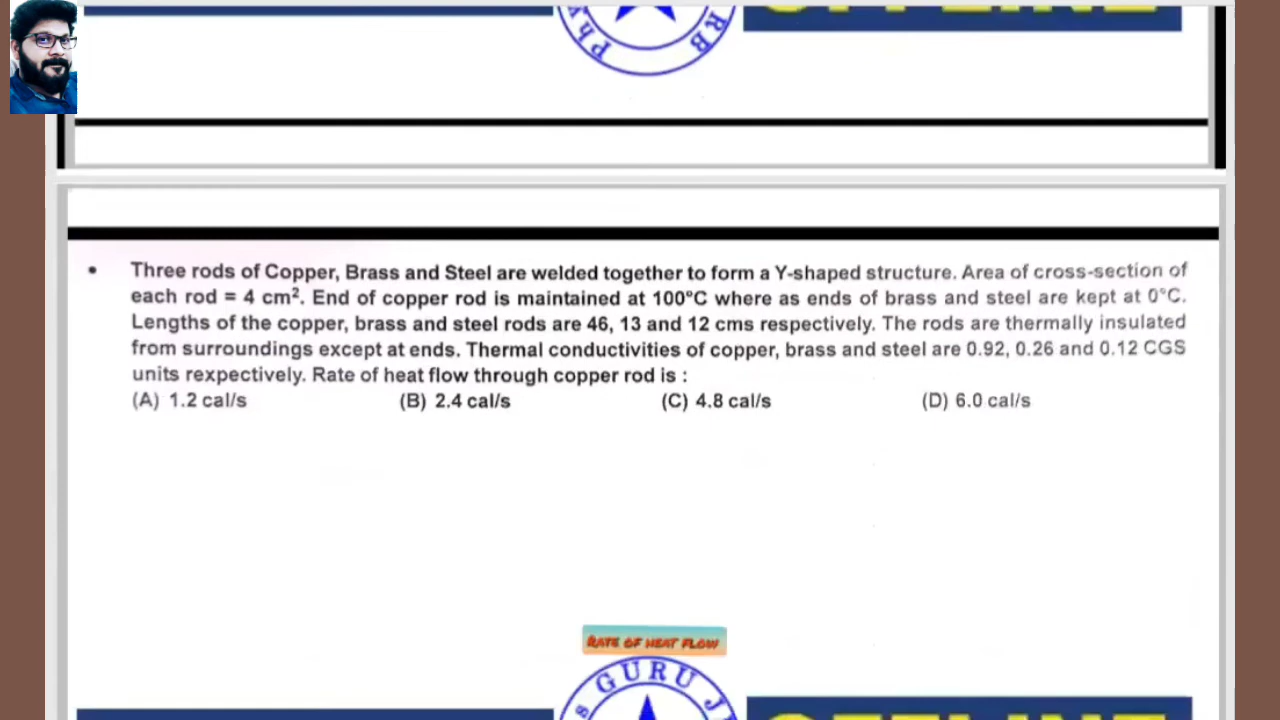 Phy
RB
OFFLINE
• Three rods of Copper, Brass and Steel are welded together to form a Y-shaped structure. Area of cross-section of
each rod = 4 cm². End of copper rod is maintained at 100°C where as ends of brass and steel are kept at 0°C.
Lengths of the copper, brass and steel rods are 46, 13 and 12 cms respectively. The rods are thermally insulated
from surroundings except at ends. Thermal conductivities of copper, brass and steel are 0.92, 0.26 and 0.12 CGS
units rexpectively. Rate of heat flow through copper rod is :
(A) 1.2 cal/s (B) 2.4 cal/s (C) 4.8 cal/s (D) 6.0 cal/s
RATE OF HEAT FLOW
s GURU J
OFFLINE